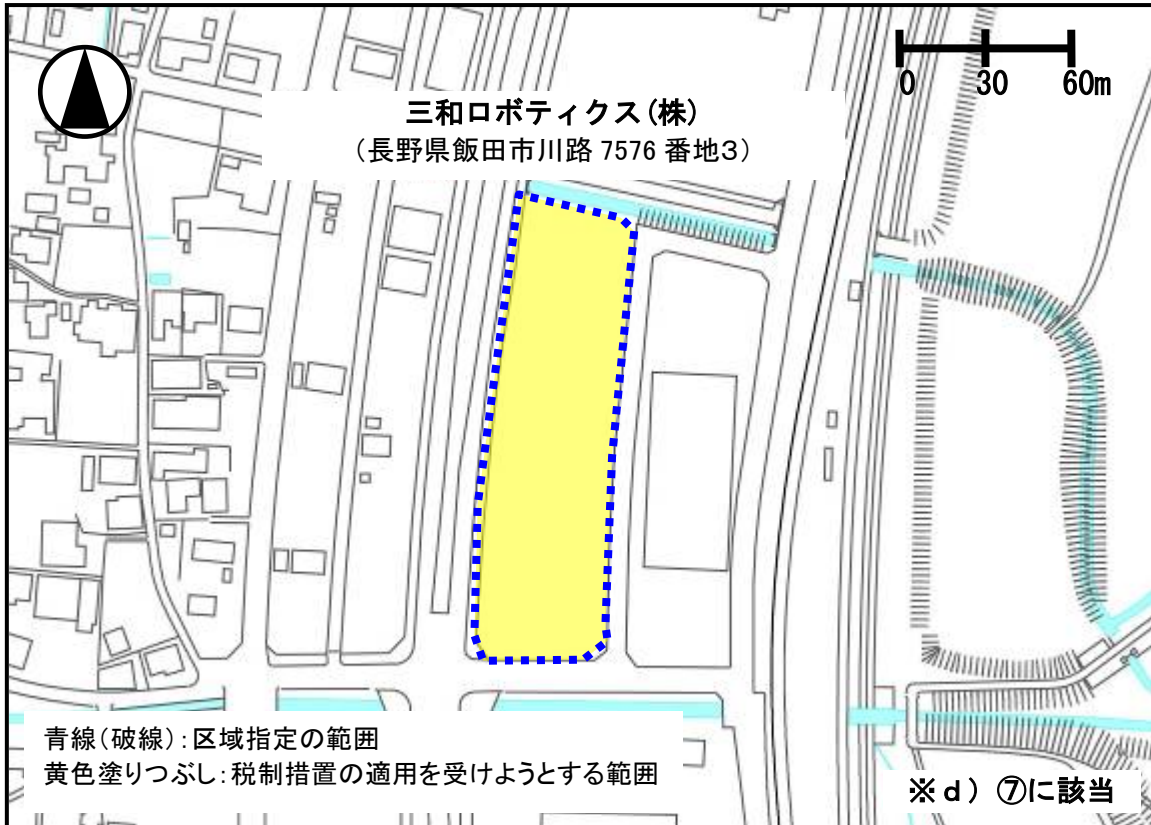 三和ロボティクス(株)
（長野県飯田市川路 7576 番地3）
0 30 60m
青線(破線)：区域指定の範囲
黄色塗りつぶし：税制措置の適用を受けようとする範囲
※ｄ）⑦に該当